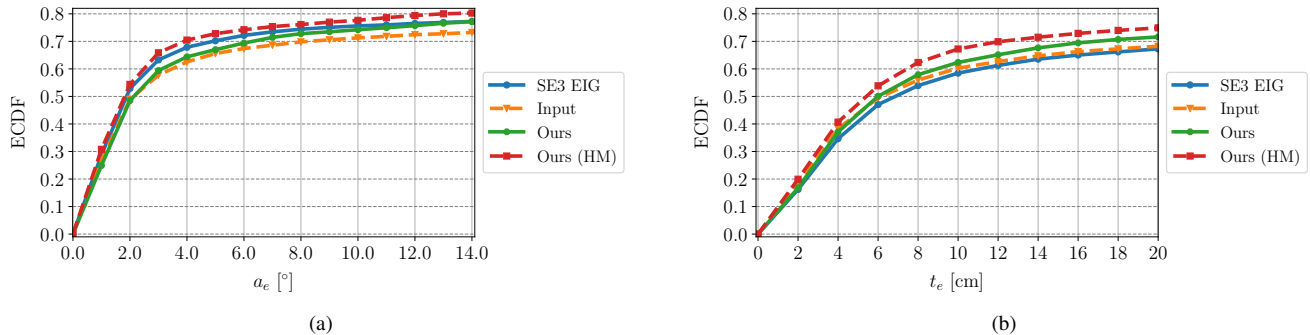 0.8
0.7
0.6
0.5
0.4
0.3
0.2
0.1
0.0
ECDF
0.0 2.0 4.0 6.0 8.0 10.0 12.0 14.0
a_e [°]
SE3 EIG
Input
Ours
Ours (HM)
(a)
0.8
0.7
0.6
0.5
0.4
0.3
0.2
0.1
0.0
ECDF
0 2 4 6 8 10 12 14 16 18 20
t_e [cm]
SE3 EIG
Input
Ours
Ours (HM)
(b)